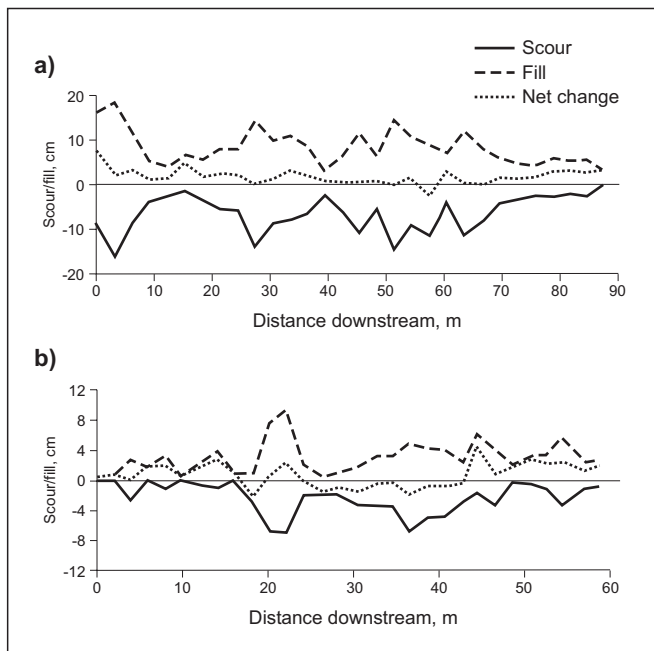 a)
Scour
Fill
Net change
Scour/fill, cm
20
10
0
-10
-20
0 10 20 30 40 50 60 70 80 90
Distance downstream, m
b)
Scour/fill, cm
12
8
4
0
-4
-8
-12
0 10 20 30 40 50 60
Distance downstream, m